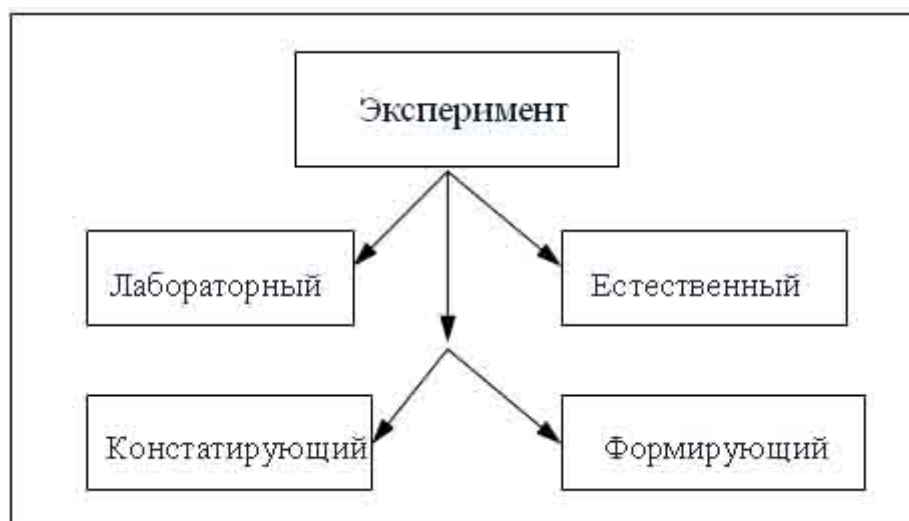 Эксперимент
Лабораторный
Естественный
Констатирующий
Формирующий